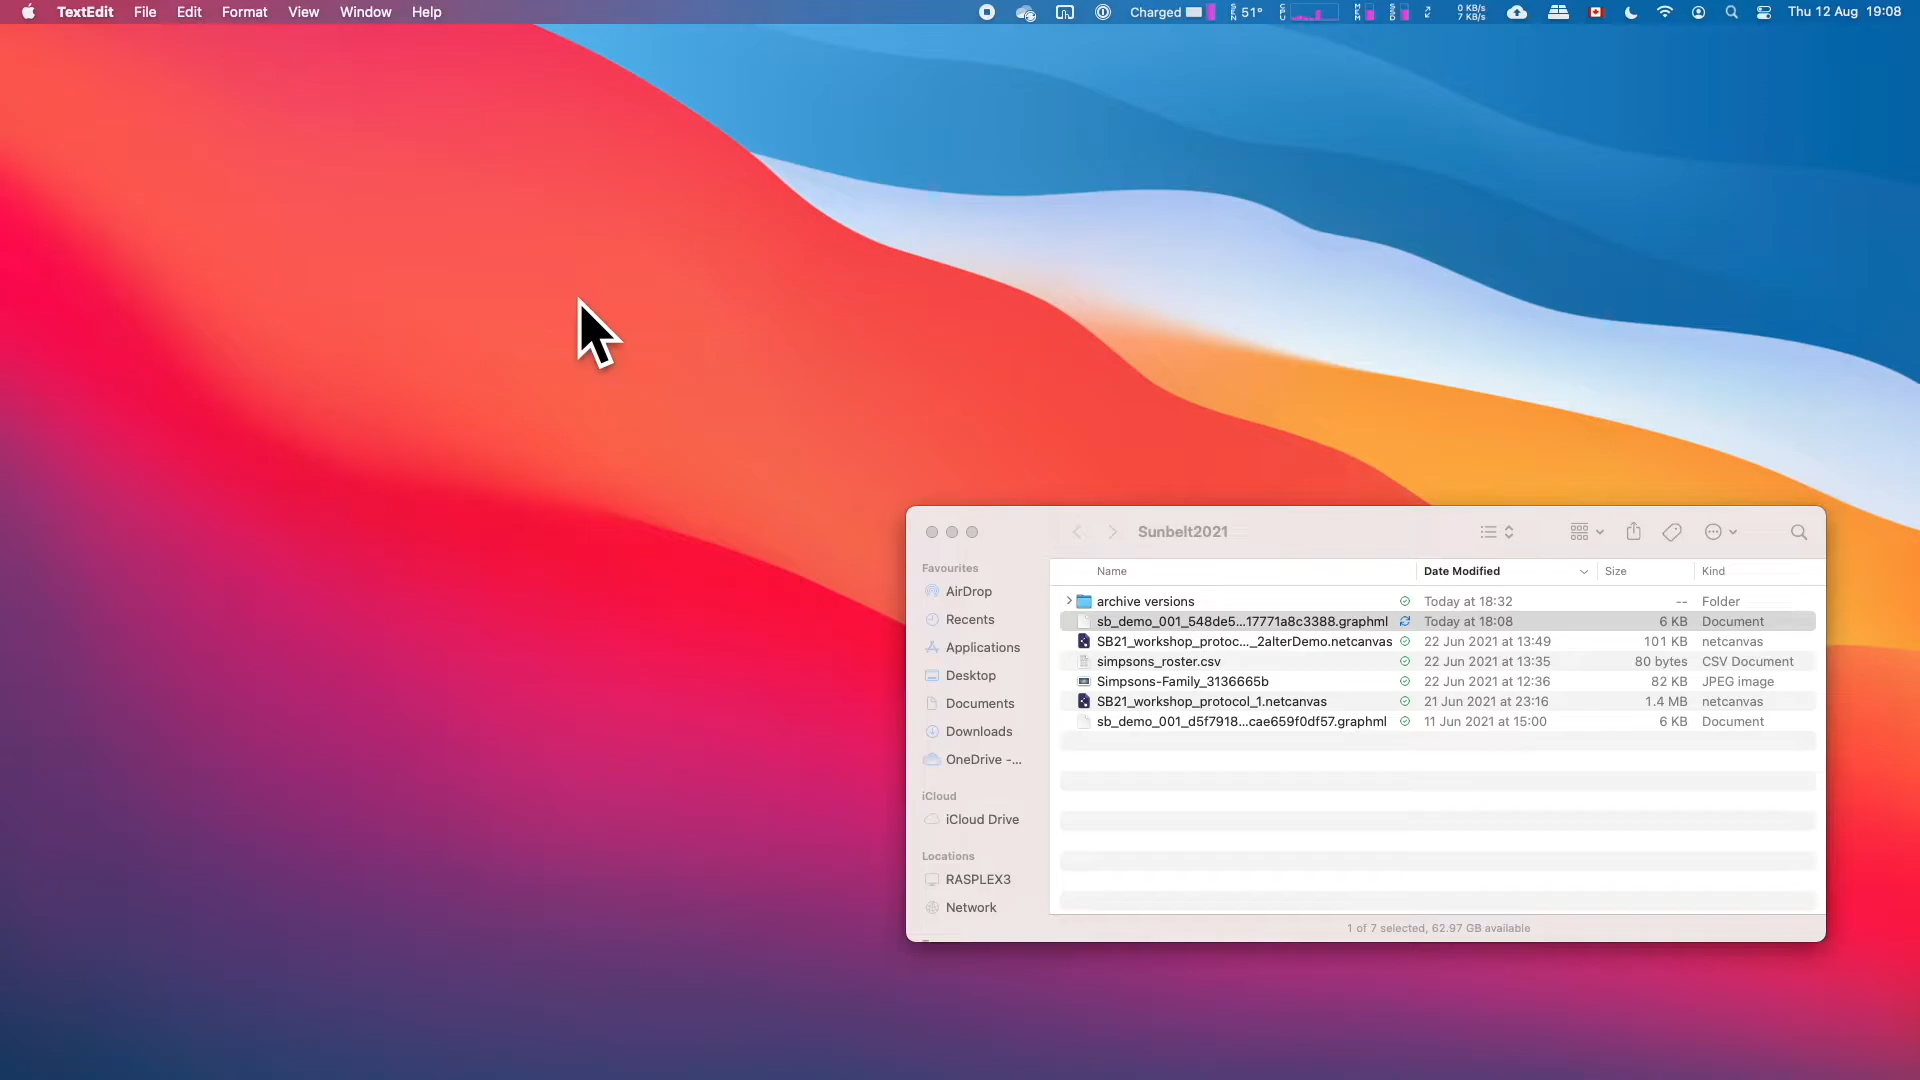 TextEdit File Edit Format View Window Help
Charged 51° 0 KB/s 7 KB/s Thu 12 Aug 19:08
Sunbelt2021
Favourites
AirDrop
Recents
Applications
Desktop
Documents
Downloads
OneDrive -...
iCloud
iCloud Drive
Locations
RASPLEX3
Network
Name Date Modified Size Kind
archive versions Today at 18:32 -- Folder
sb_demo_001_548de5...17771a8c3388.graphml Today at 18:08 6 KB Document
SB21_workshop_protoc..._2alterDemo.netcanvas 22 Jun 2021 at 13:49 101 KB netcanvas
simpsons_roster.csv 22 Jun 2021 at 13:35 80 bytes CSV Document
Simpsons-Family_3136665b 22 Jun 2021 at 12:36 82 KB JPEG image
SB21_workshop_protocol_1.netcanvas 21 Jun 2021 at 23:16 1.4 MB netcanvas
sb_demo_001_d5f7918...cae659f0df57.graphml 11 Jun 2021 at 15:00 6 KB Document
1 of 7 selected, 62.97 GB available